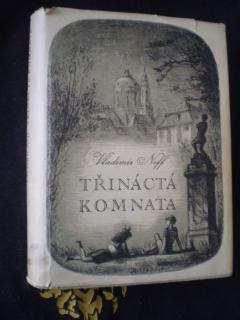 Vladimír Neff
TŘINÁCTÁ
KOMNATA